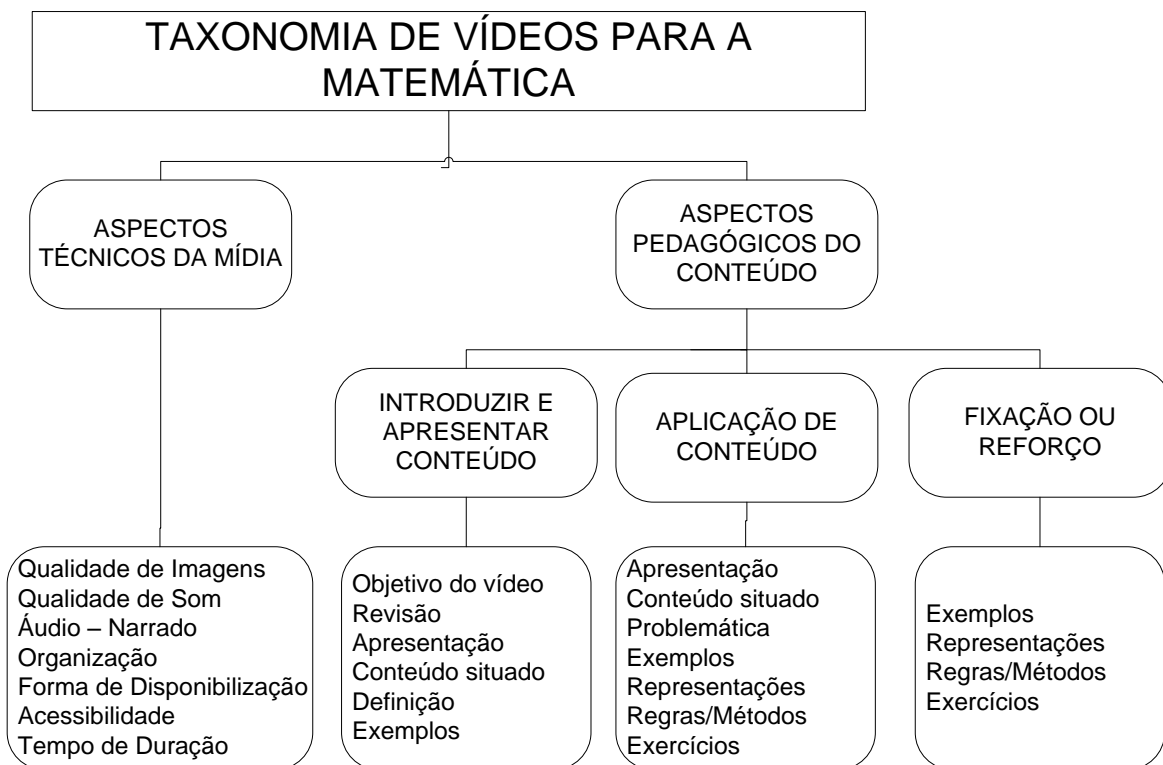 TAXONOMIA DE VÍDEOS PARA A
MATEMÁTICA
ASPECTOS
TÉCNICOS DA MÍDIA
ASPECTOS
PEDAGÓGICOS DO
CONTEÚDO
INTRODUZIR E
APRESENTAR
CONTEÚDO
APLICAÇÃO DE
CONTEÚDO
FIXAÇÃO OU
REFORÇO
Qualidade de Imagens
Qualidade de Som
Áudio – Narrado
Organização
Forma de Disponibilização
Acessibilidade
Tempo de Duração
Objetivo do vídeo
Revisão
Apresentação
Conteúdo situado
Definição
Exemplos
Apresentação
Conteúdo situado
Problemática
Exemplos
Representações
Regras/Métodos
Exercícios
Exemplos
Representações
Regras/Métodos
Exercícios